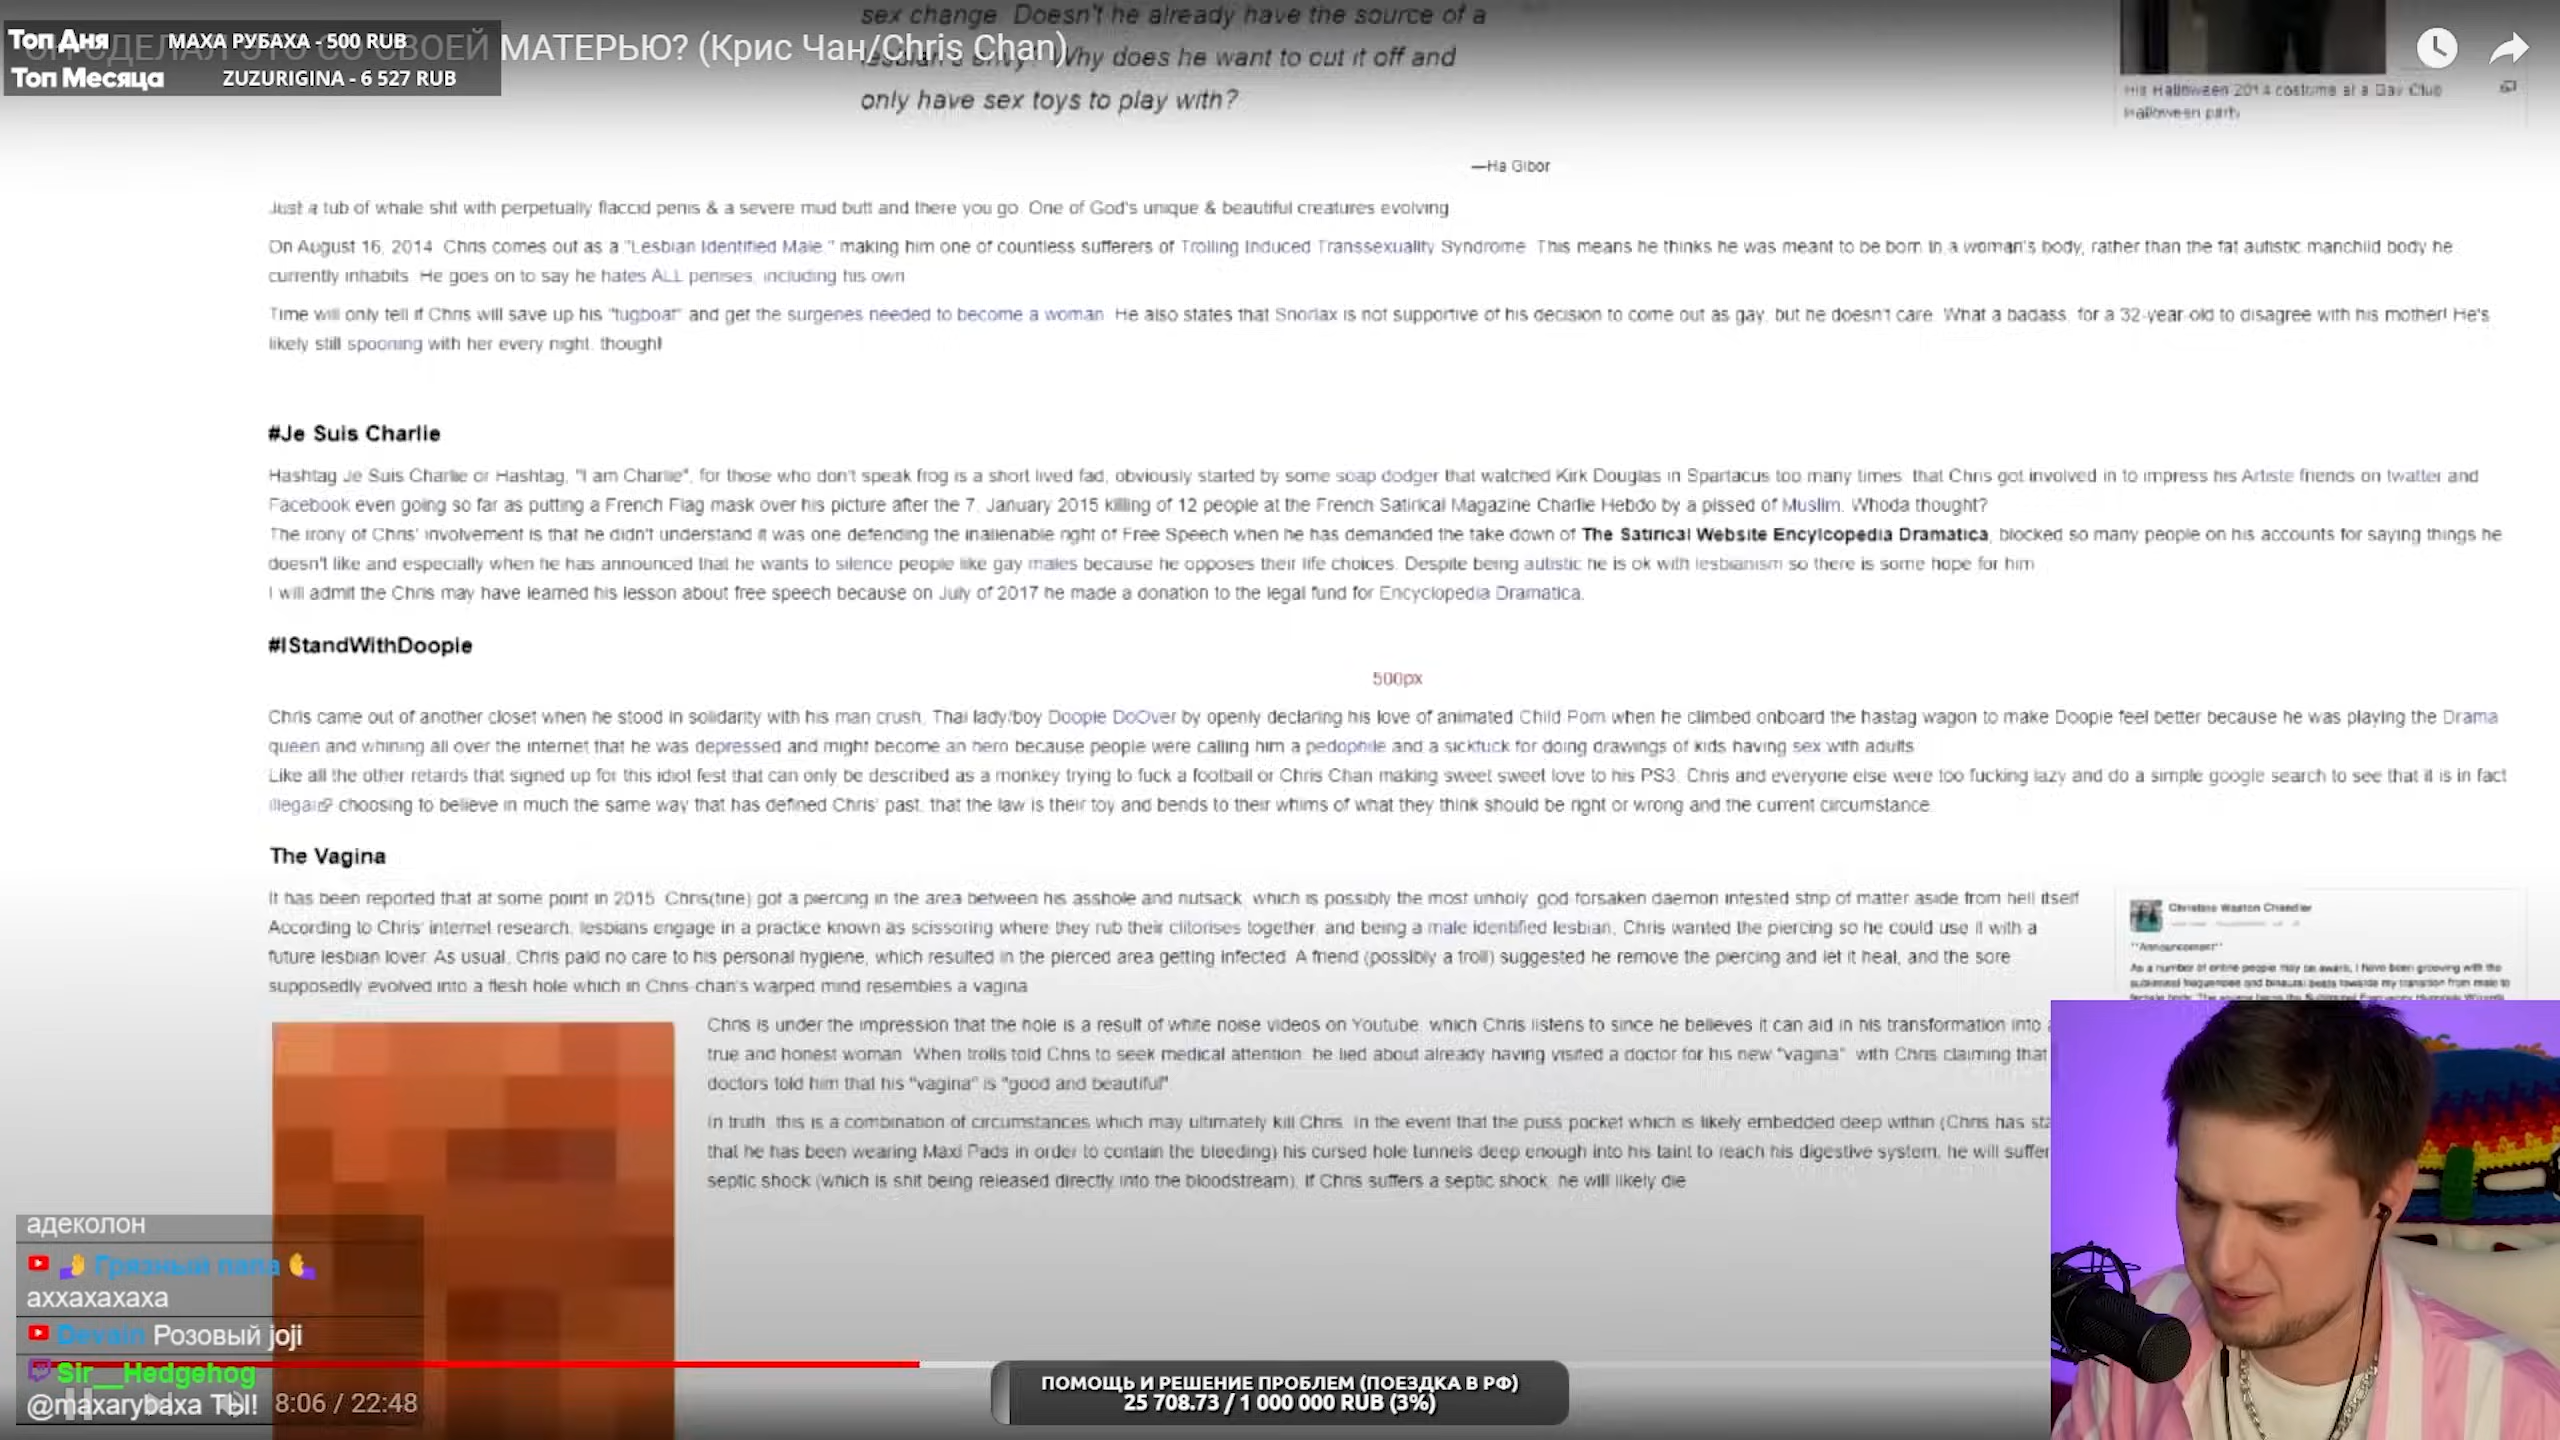 Топ Дня МАХА РУБАХА - 500 RUB
МАТЕРЬЮ? (Крис Чан/Chris Chan)
Топ Месяца ZUZURIGINA - 6 527 RUB
sex change. Doesn't he already have the source of a
Why does he want to cut it off and
only have sex toys to play with?
His Halloween 2014 costume at a Gay Club
Halloween party
—Ha Gibor
Just a tub of whale shit with perpetually flaccid penis & a severe mud butt and there you go. One of God's unique & beautiful creatures evolving
On August 16, 2014. Chris comes out as a "Lesbian Identified Male," making him one of countless sufferers of Trolling Induced Transsexuality Syndrome. This means he thinks he was meant to be born in a woman's body, rather than the fat autistic manchild body he
currently inhabits. He goes on to say he hates ALL penises, including his own
Time will only tell if Chris will save up his "tugboat" and get the surgeries needed to become a woman. He also states that Snorlax is not supportive of his decision to come out as gay, but he doesn't care. What a badass, for a 32-year old to disagree with his mother! He's
likely still spooning with her every night, though!
#Je Suis Charlie
Hashtag Je Suis Charlie or Hashtag, "I am Charlie", for those who don't speak frog is a short lived fad, obviously started by some soap dodger that watched Kirk Douglas in Spartacus too many times, that Chris got involved in to impress his Artiste friends on twatter and
Facebook even going so far as putting a French Flag mask over his picture after the 7. January 2015 killing of 12 people at the French Satirical Magazine Charlie Hebdo by a pissed of Muslim. Whoda thought?
The irony of Chris' involvement is that he didn't understand it was one defending the inalienable right of Free Speech when he has demanded the take down of The Satirical Website Encylcopedia Dramatica, blocked so many people on his accounts for saying things he
doesn't like and especially when he has announced that he wants to silence people like gay males because he opposes their life choices. Despite being autistic he is ok with lesbianism so there is some hope for him
I will admit the Chris may have learned his lesson about free speech because on July of 2017 he made a donation to the legal fund for Encyclopedia Dramatica.
#IStandWithDoopie
500px
Chris came out of another closet when he stood in solidarity with his man crush, Thai lady/boy Doopie DoOver by openly declaring his love of animated Child Porn when he climbed onboard the hastag wagon to make Doopie feel better because he was playing the Drama
queen and whining all over the internet that he was depressed and might become an hero because people were calling him a pedophile and a sickfuck for doing drawings of kids having sex with adults
Like all the other retards that signed up for this idiot fest that can only be described as a monkey trying to fuck a football or Chris Chan making sweet sweet love to his PS3, Chris and everyone else were too fucking lazy and do a simple google search to see that it is in fact
illegal choosing to believe in much the same way that has defined Chris' past, that the law is their toy and bends to their whims of what they think should be right or wrong and the current circumstance
The Vagina
It has been reported that at some point in 2015, Chris(tine) got a piercing in the area between his asshole and nutsack, which is possibly the most unholy, god forsaken daemon infested strip of matter aside from hell itself
According to Chris' internet research, lesbians engage in a practice known as scissoring where they rub their clitorises together, and being a male identified lesbian, Chris wanted the piercing so he could use it with a
future lesbian lover. As usual, Chris paid no care to his personal hygiene, which resulted in the pierced area getting infected. A friend (possibly a troll) suggested he remove the piercing and let it heal, and the sore
supposedly evolved into a flesh hole which in Chris-chan's warped mind resembles a vagina
Christine Weston Chandler
**Announcement**
As a number of online people may be aware, I have been grooving with the
subliminal frequencies and binaural beats towards my transition from male to
Chris is under the impression that the hole is a result of white noise videos on Youtube, which Chris listens to since he believes it can aid in his transformation into
true and honest woman. When trolls told Chris to seek medical attention, he lied about already having visited a doctor for his new "vagina", with Chris claiming that
doctors told him that his "vagina" is "good and beautiful"
In truth, this is a combination of circumstances which may ultimately kill Chris. In the event that the puss pocket which is likely embedded deep within (Chris has sta
that he has been wearing Maxi Pads in order to contain the bleeding) his cursed hole tunnels deep enough into his taint to reach his digestive system, he will suffer
septic shock (which is shit being released directly into the bloodstream). If Chris suffers a septic shock, he will likely die
адеколон
Грязный папа
аххахахаха
Devain Розовый joji
Sir__Hedgehog
@maxarybaxa ТЫ!
8:06 / 22:48
ПОМОЩЬ И РЕШЕНИЕ ПРОБЛЕМ (ПОЕЗДКА В РФ)
25 708.73 / 1 000 000 RUB (3%)